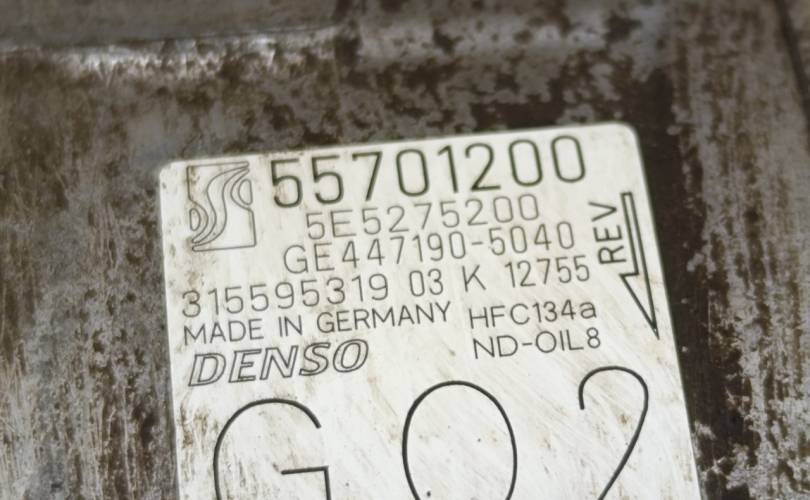 55701200
5E5275200
GE447190-5040
REV
315595319 03 K 12755
MADE IN GERMANY HFC134a
DENSO ND-OIL8
G02